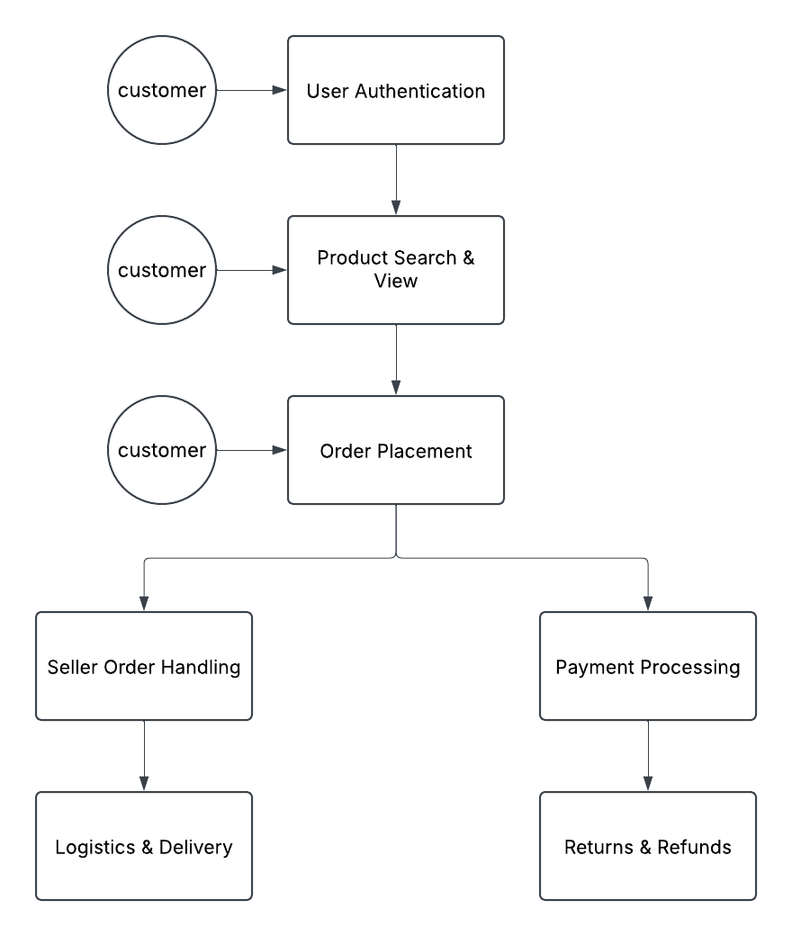 customer
User Authentication
customer
Product Search &
View
customer
Order Placement
Seller Order Handling
Payment Processing
Logistics & Delivery
Returns & Refunds